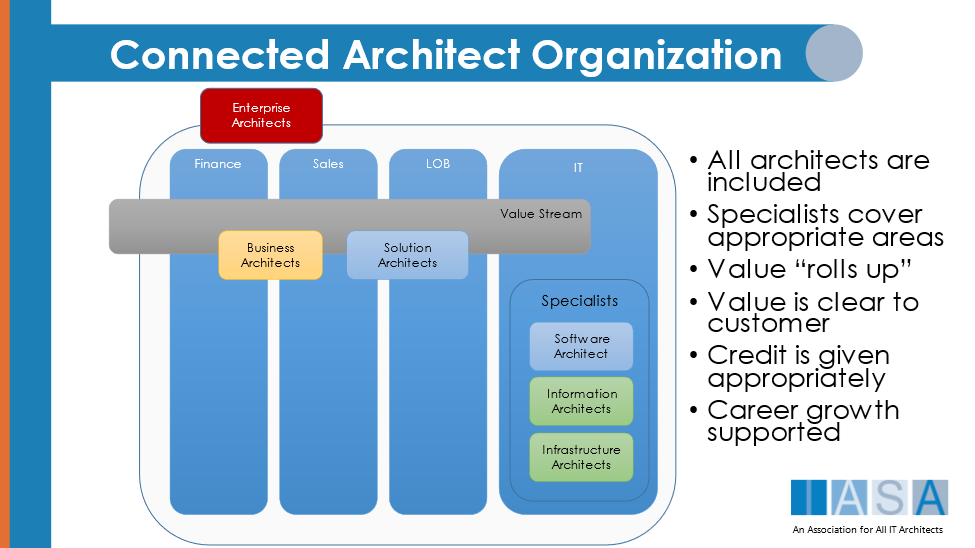 Connected Architect Organization
Enterprise
Architects
Finance
Sales
LOB
IT
Value Stream
Business
Architects
Solution
Architects
Specialists
Software
Architect
Information
Architects
Infrastructure
Architects
• All architects are
included
• Specialists cover
appropriate areas
• Value “rolls up”
• Value is clear to
customer
• Credit is given
appropriately
• Career growth
supported
IASA
An Association for All IT Architects